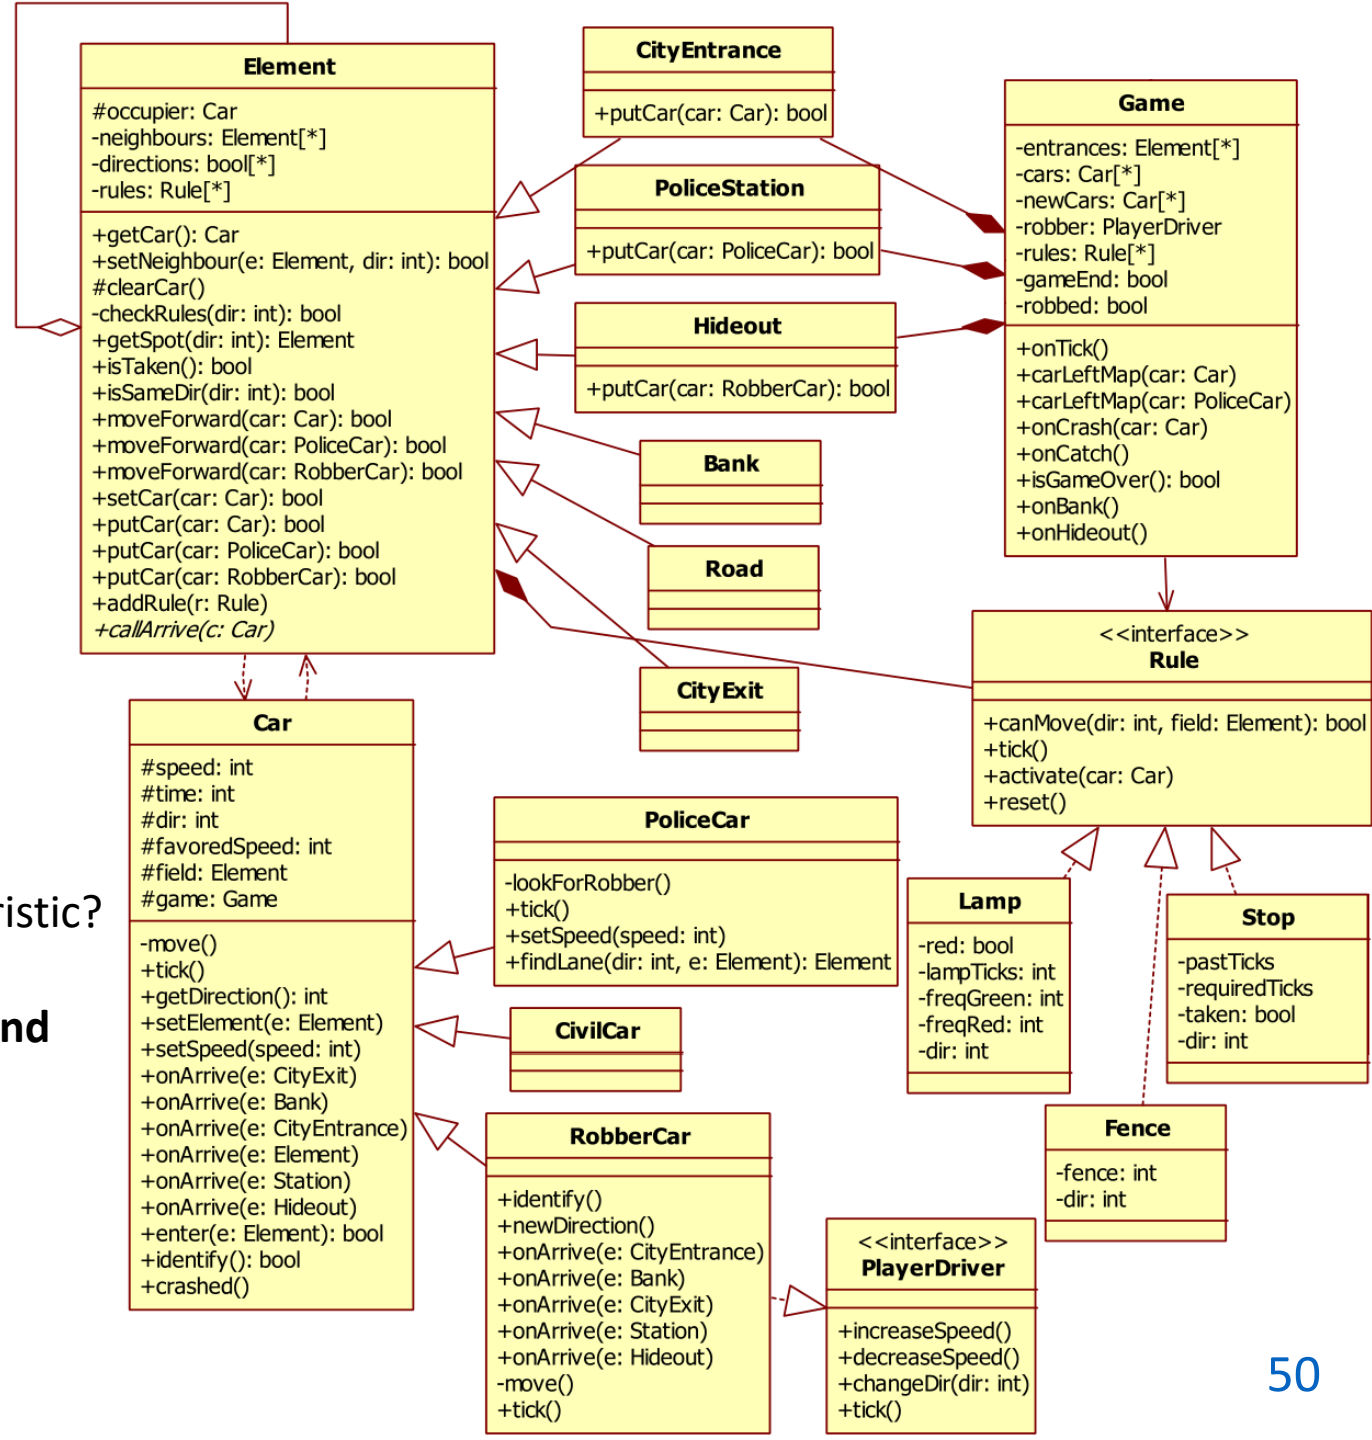 Element
#occupier: Car
-neighbours: Element[*]
-directions: bool[*]
-rules: Rule[*]
+getCar(): Car
+setNeighbour(e: Element, dir: int): bool
#clearCar()
-checkRules(dir: int): bool
+getSpot(dir: int): Element
+isTaken(): bool
+isSameDir(dir: int): bool
+moveForward(car: Car): bool
+moveForward(car: PoliceCar): bool
+moveForward(car: RobberCar): bool
+setCar(car: Car): bool
+putCar(car: Car): bool
+putCar(car: PoliceCar): bool
+putCar(car: RobberCar): bool
+addRule(r: Rule)
+callArrive(c: Car)
CityEntrance
+putCar(car: Car): bool
PoliceStation
+putCar(car: PoliceCar): bool
Hideout
+putCar(car: RobberCar): bool
Bank
Road
CityExit
Game
-entrances: Element[*]
-cars: Car[*]
-newCars: Car[*]
-robber: PlayerDriver
-rules: Rule[*]
-gameEnd: bool
-robbed: bool
+onTick()
+carLeftMap(car: Car)
+carLeftMap(car: PoliceCar)
+onCrash(car: Car)
+onCatch()
+isGameOver(): bool
+onBank()
+onHideout()
<<interface>>
Rule
+canMove(dir: int, field: Element): bool
+tick()
+activate(car: Car)
+reset()
ristic?
nd
Car
#speed: int
#time: int
#dir: int
#favoredSpeed: int
#field: Element
#game: Game
-move()
+tick()
+getDirection(): int
+setElement(e: Element)
+setSpeed(speed: int)
+onArrive(e: CityExit)
+onArrive(e: Bank)
+onArrive(e: CityEntrance)
+onArrive(e: Element)
+onArrive(e: Station)
+onArrive(e: Hideout)
+enter(e: Element): bool
+identify(): bool
+crashed()
PoliceCar
-lookForRobber()
+tick()
+setSpeed(speed: int)
+findLane(dir: int, e: Element): Element
CivilCar
RobberCar
+identify()
+newDirection()
+onArrive(e: CityEntrance)
+onArrive(e: Bank)
+onArrive(e: CityExit)
+onArrive(e: Station)
+onArrive(e: Hideout)
-move()
+tick()
<<interface>>
PlayerDriver
+increaseSpeed()
+decreaseSpeed()
+changeDir(dir: int)
+tick()
Lamp
-red: bool
-lampTicks: int
-freqGreen: int
-freqRed: int
-dir: int
Stop
-pastTicks
-requiredTicks
-taken: bool
-dir: int
Fence
-fence: int
-dir: int
50